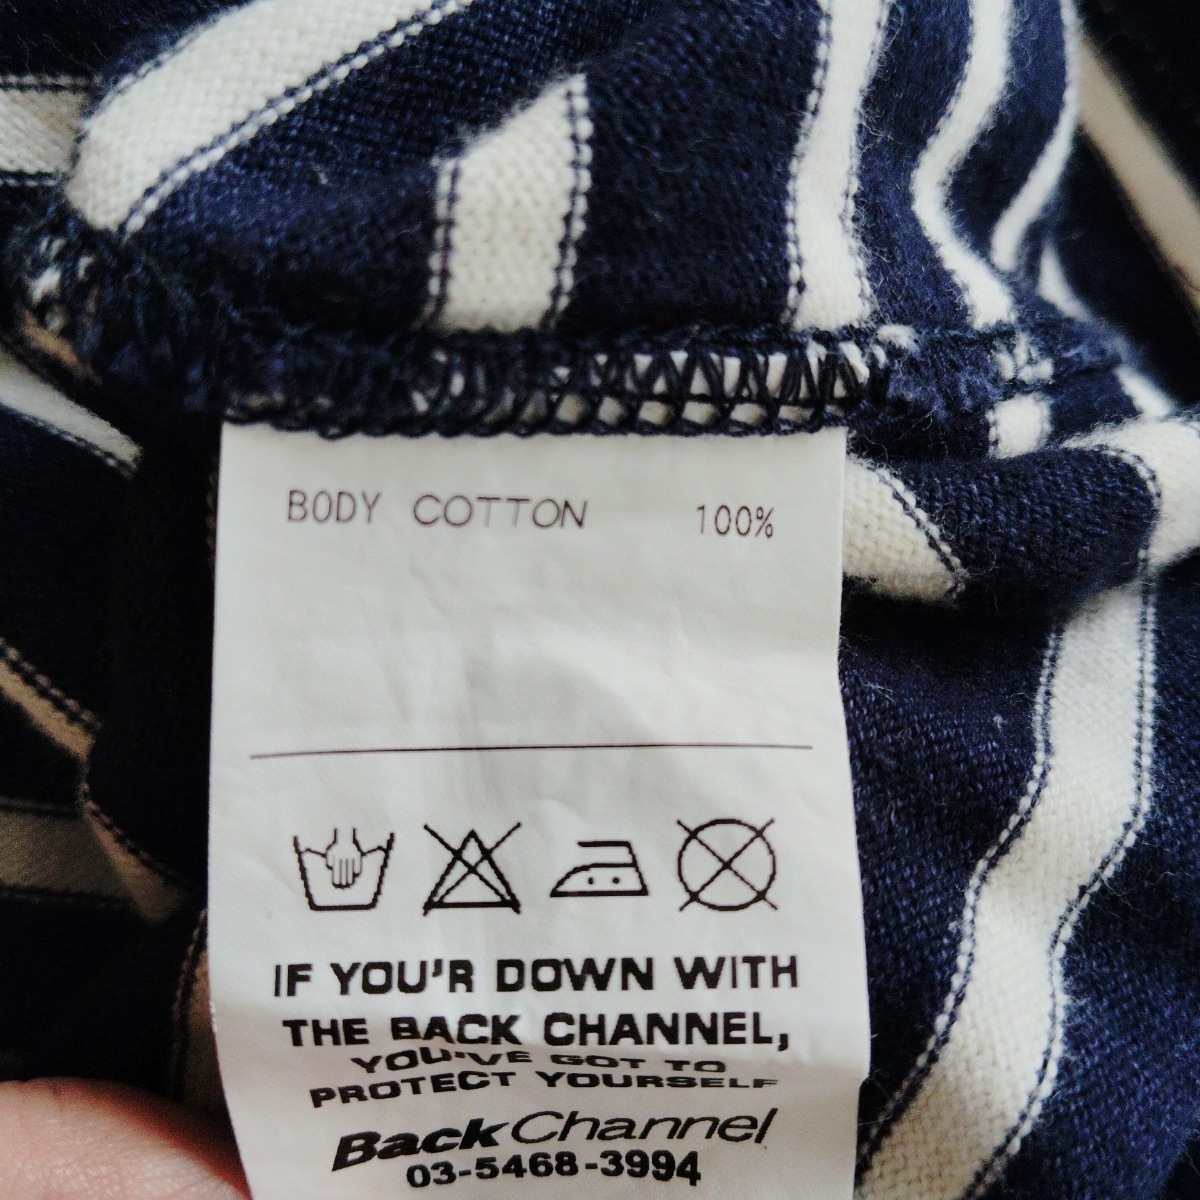 BODY COTTON 100%
IF YOU'R DOWN WITH
THE BACK CHANNEL,
YOU'VE GOT TO
PROTECT YOURSELF
BackChannel
03-5468-3994